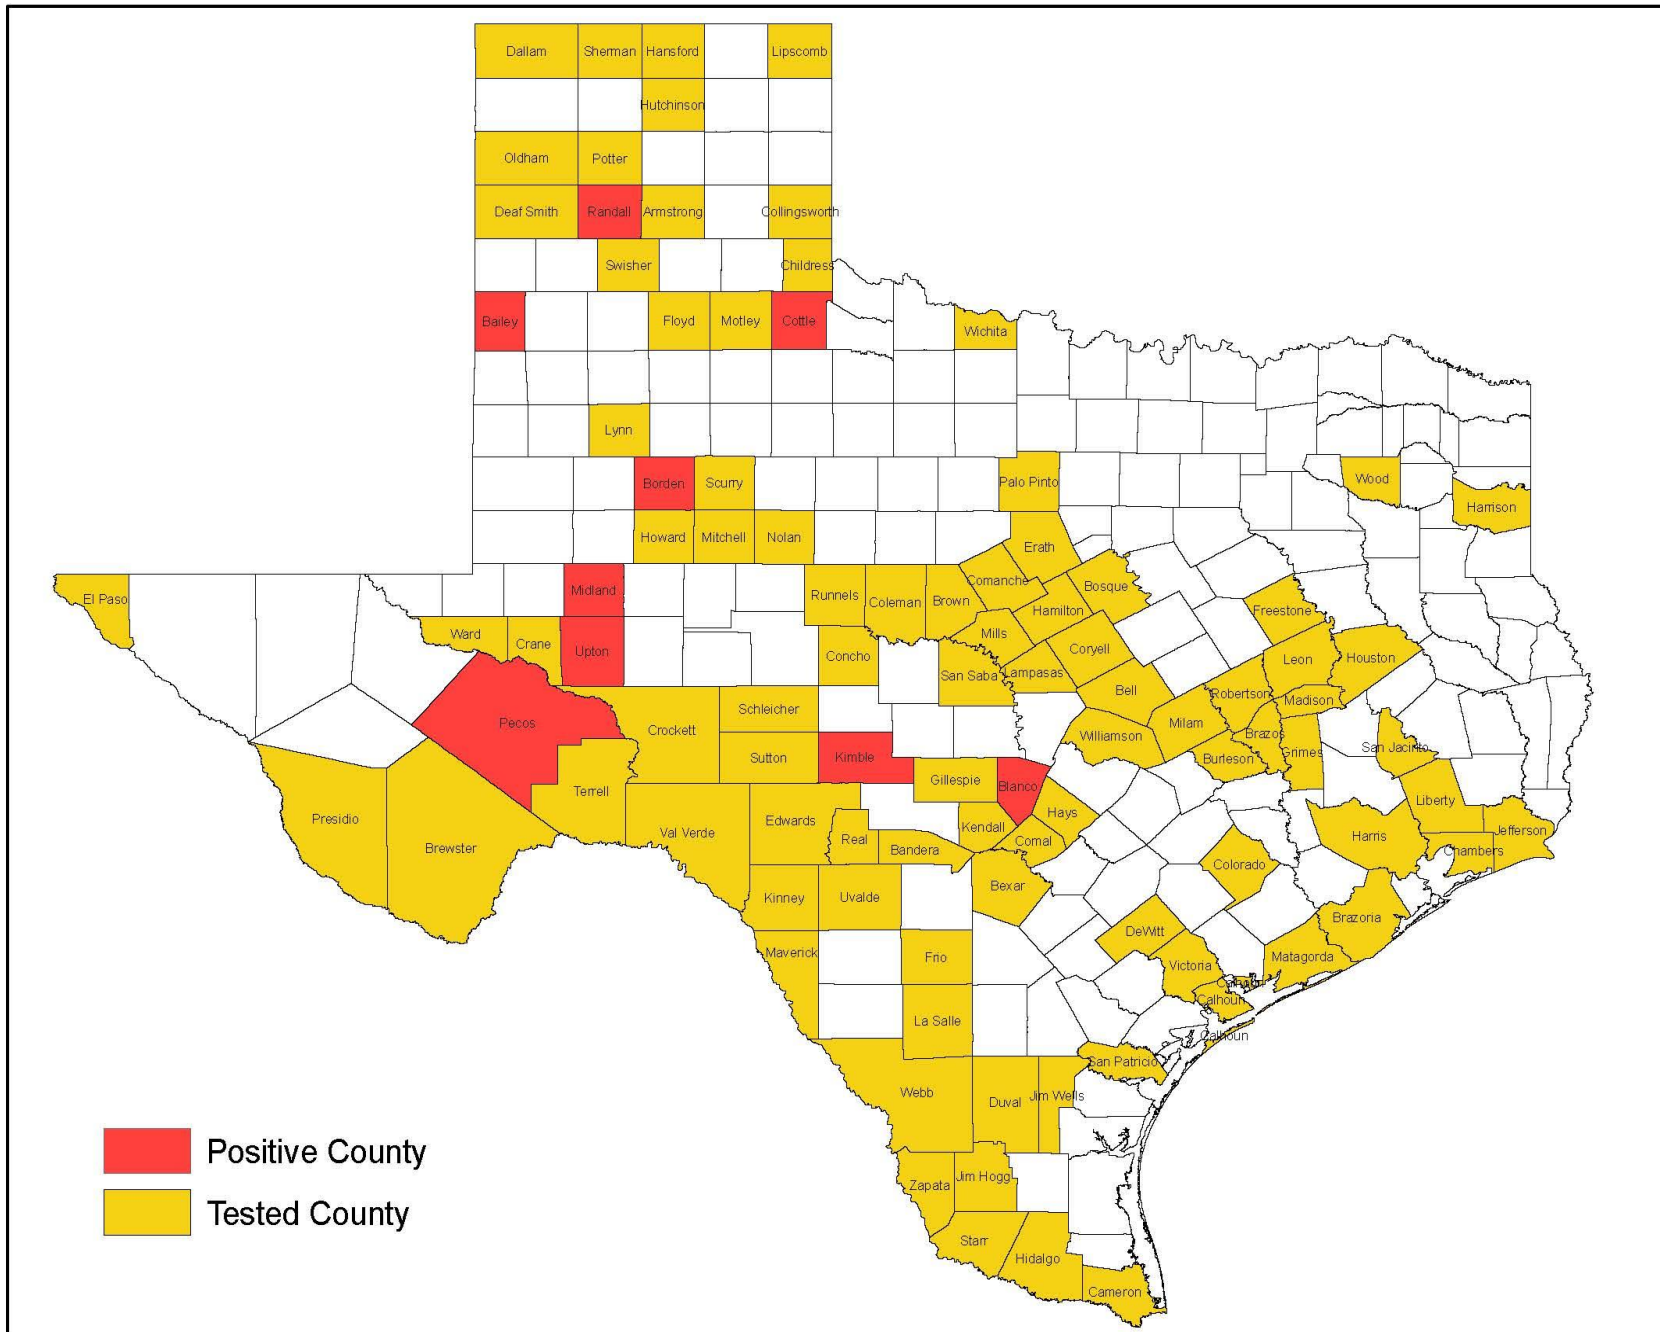 Dallam
Sherman
Hansford
Lipscomb
Hutchinson
Oldham
Potter
Deaf Smith
Randall
Armstrong
Collingsworth
Swisher
Childress
Bailey
Floyd
Motley
Cottle
Wichita
Lynn
Borden
Scurry
Palo Pinto
Wood
Harrison
Howard
Mitchell
Nolan
Erath
El Paso
Midland
Runnels
Coleman
Brown
Comanche
Hamilton
Bosque
Freestone
Ward
Crane
Upton
Concho
Mills
Coryell
Leon
Houston
San Saba
Lampasas
Bell
Robertson
Madison
Pecos
Crockett
Schleicher
Milam
Williamson
Brazos
Grimes
San Jacinto
Sutton
Kimble
Burleson
Gillespie
Blanco
Terrell
Presidio
Brewster
Val Verde
Edwards
Real
Bandera
Kendall
Hays
Comal
Liberty
Harris
Jefferson
Chambers
Colorado
Kinney
Uvalde
Bexar
Brazoria
DeWitt
Maverick
Frio
Victoria
Matagorda
Calhoun
Calhoun
La Salle
Calhoun
San Patricio
Webb
Duval
Jim Wells
Zapata
Jim Hogg
Starr
Hidalgo
Cameron
Positive County
Tested County